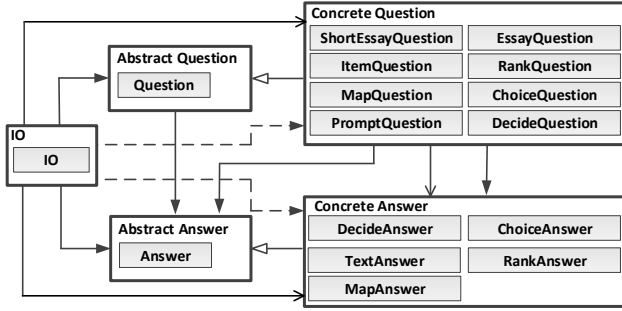 Concrete Question
ShortEssayQuestion
EssayQuestion
ItemQuestion
RankQuestion
MapQuestion
ChoiceQuestion
PromptQuestion
DecideQuestion
Abstract Question
Question
IO
IO
Abstract Answer
Answer
Concrete Answer
DecideAnswer
ChoiceAnswer
TextAnswer
RankAnswer
MapAnswer